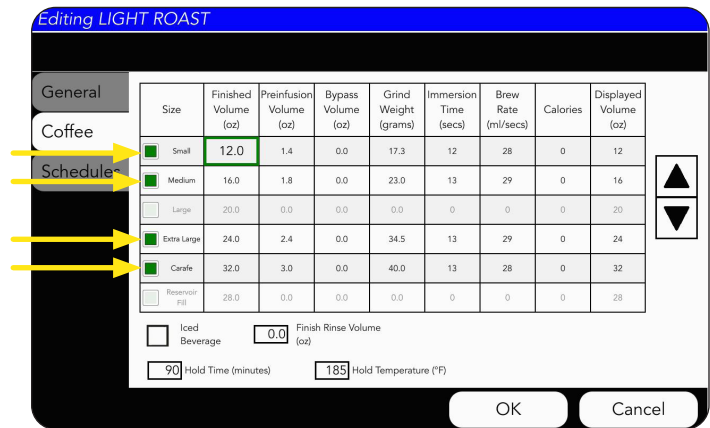 Editing LIGHT ROAST
General
Coffee
Schedules
Size Finished Volume (oz) Preinfusion Volume (oz) Bypass Volume (oz) Grind Weight (grams) Immersion Time (secs) Brew Rate (ml/secs) Calories Displayed Volume (oz)
Small 12.0 1.4 0.0 17.3 12 28 0 12
Medium 16.0 1.8 0.0 23.0 13 29 0 16
Large 20.0 0.0 0.0 0.0 0 0 0 20
Extra Large 24.0 2.4 0.0 34.5 13 29 0 24
Carafe 32.0 3.0 0.0 40.0 13 28 0 32
Reservoir Fill 28.0 0.0 0.0 0.0 0 0 0 28
Iced Beverage 0.0 Finish Rinse Volume (oz)
90 Hold Time (minutes) 185 Hold Temperature (°F)
OK Cancel